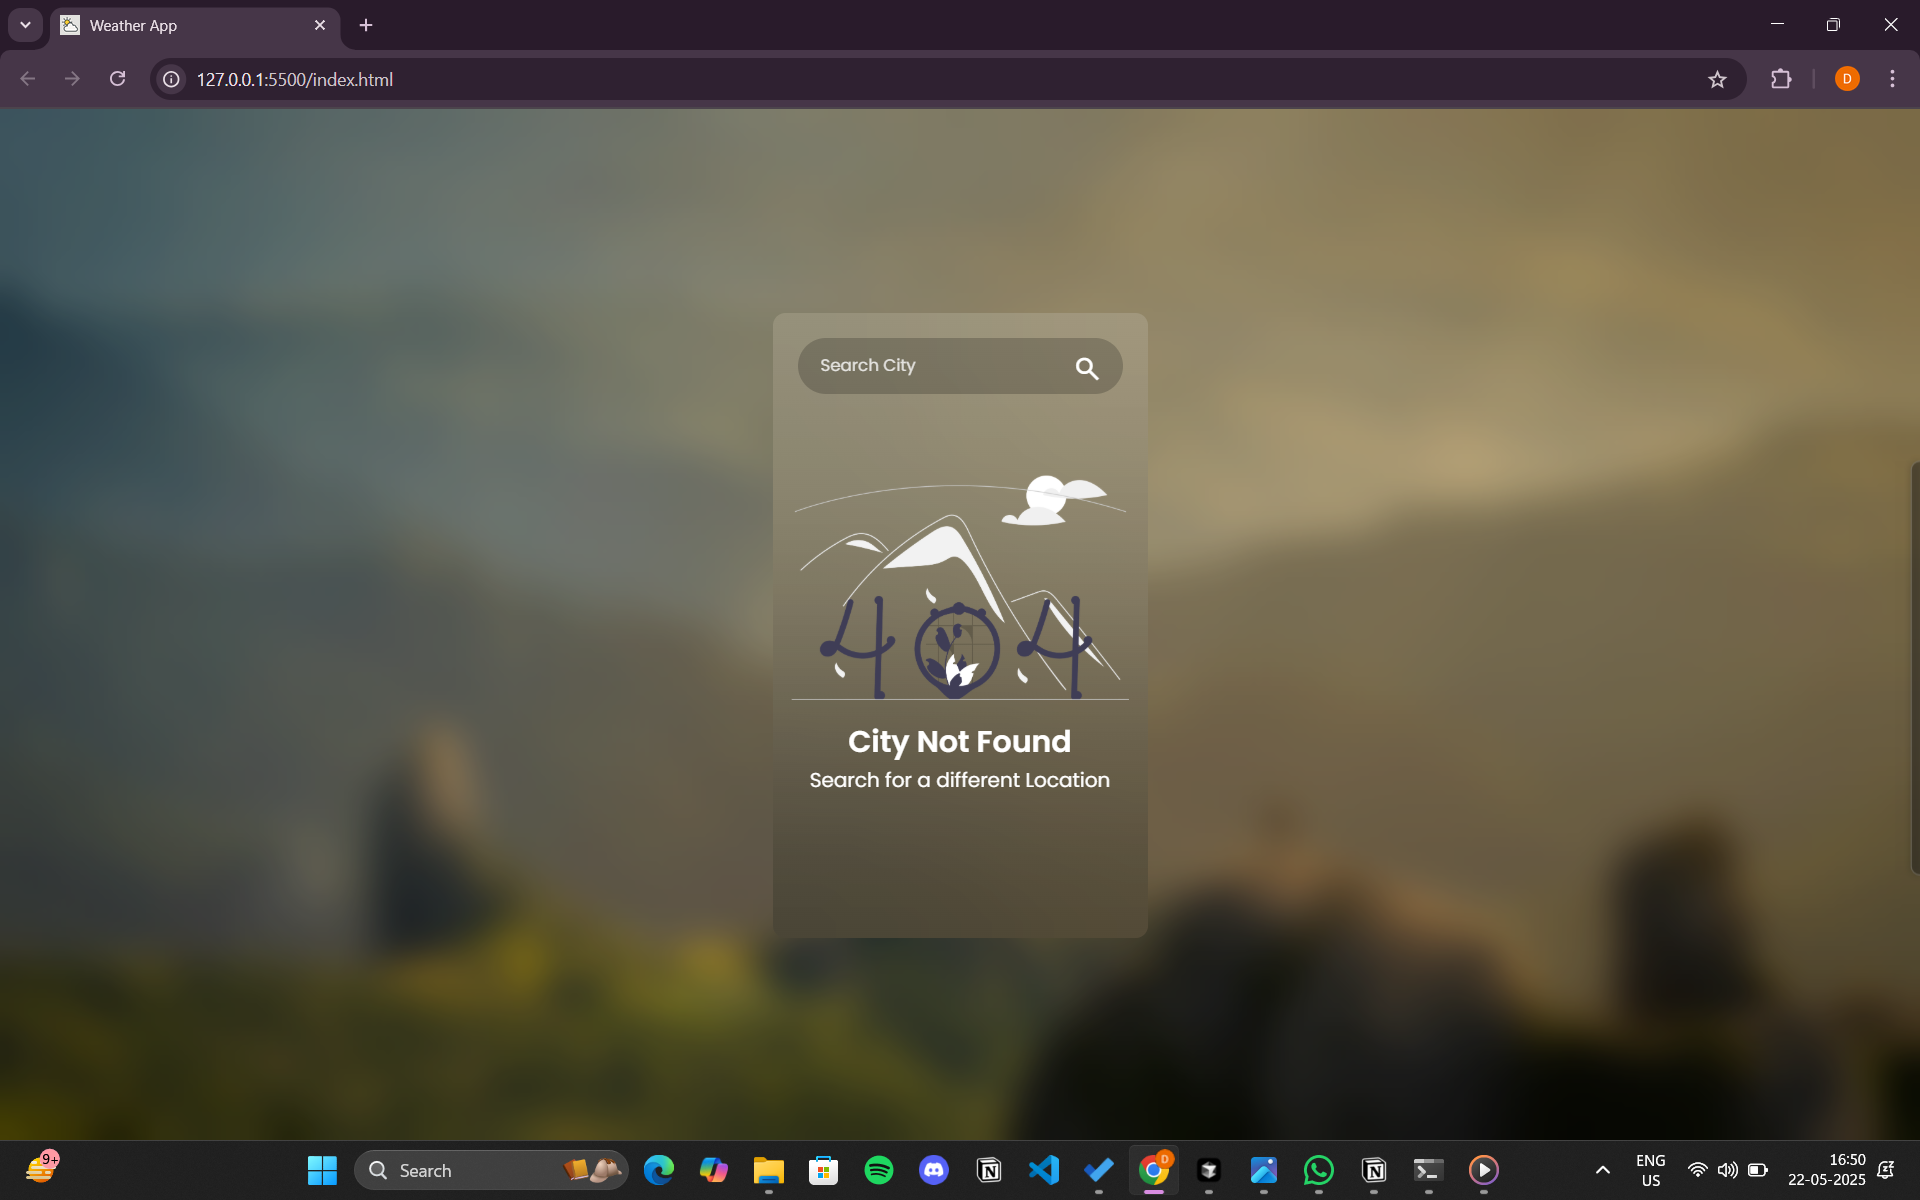 Weather App
127.0.0.1:5500/index.html
D
Search City
404
City Not Found
Search for a different Location
9+
Search
D
ENG
US
16:50
22-05-2025